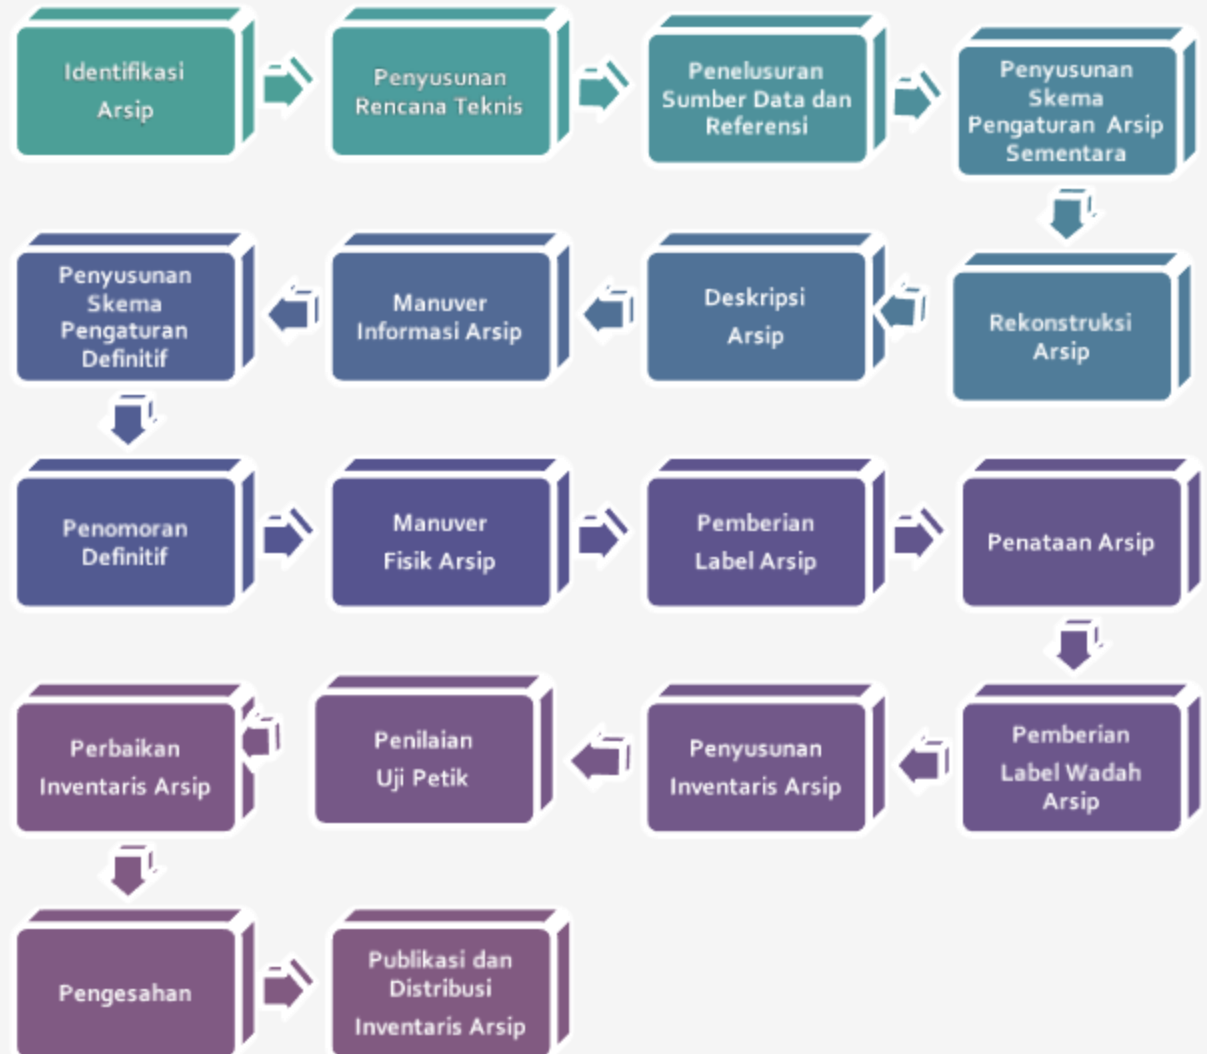 Identifikasi
Arsip
Penyusunan
Rencana Teknis
Penelusuran
Sumber Data dan
Referensi
Penyusunan
Skema
Pengaturan Arsip
Sementara
Rekonstruksi
Arsip
Deskripsi
Arsip
Manuver
Informasi Arsip
Penyusunan
Skema
Pengaturan
Definitif
Penomoran
Definitif
Manuver
Fisik Arsip
Pemberian
Label Arsip
Penataan Arsip
Pemberian
Label Wadah
Arsip
Penyusunan
Inventaris Arsip
Penilaian
Uji Petik
Perbaikan
Inventaris Arsip
Pengesahan
Publikasi dan
Distribusi
Inventaris Arsip